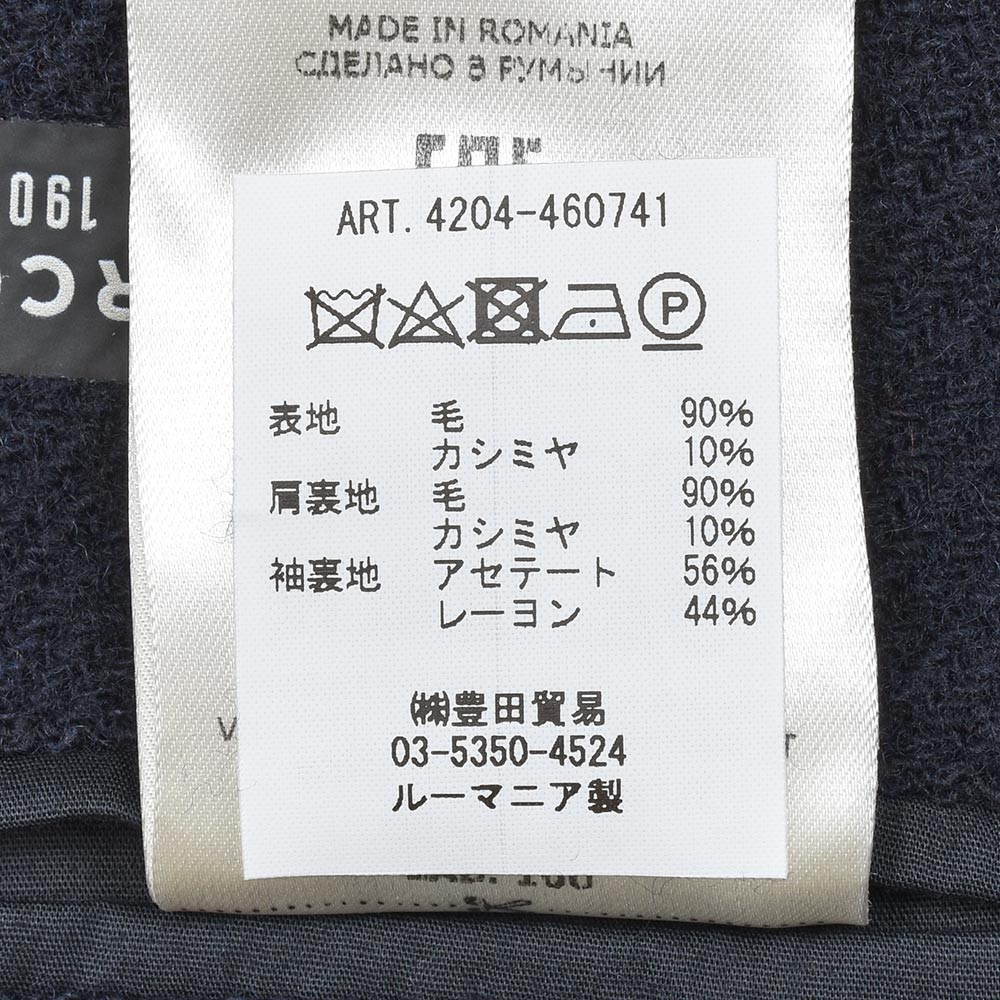 MADE IN ROMANIA
СДЕЛАНО В РУМЫНИИ
190
ART. 4204-460741
P
表地 毛 90%
カシミヤ 10%
肩裏地 毛 90%
カシミヤ 10%
袖裏地 アセテート 56%
レーヨン 44%
㈱豊田貿易
03-5350-4524
ルーマニア製